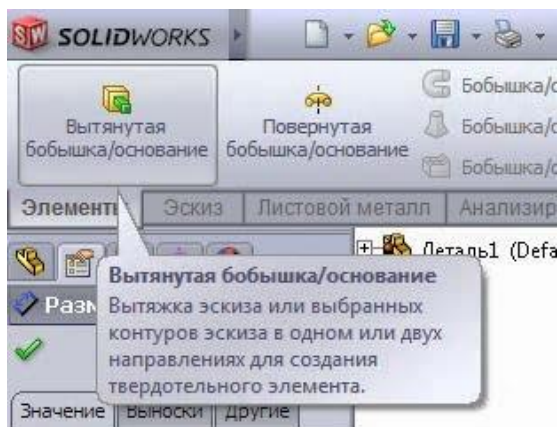 SOLIDWORKS
Вытянутая
бобышка/основание
Повернутая
бобышка/основание
Бобышка/о
Бобышка/о
Бобышка/о
Элементы Эскиз Листовой металл Анализир
Деталь1 (Defa
Вытянутая бобышка/основание
Вытяжка эскиза или выбранных
контуров эскиза в одном или двух
направлениях для создания
твердотельного элемента.
Разм
Значение Выноски Другие